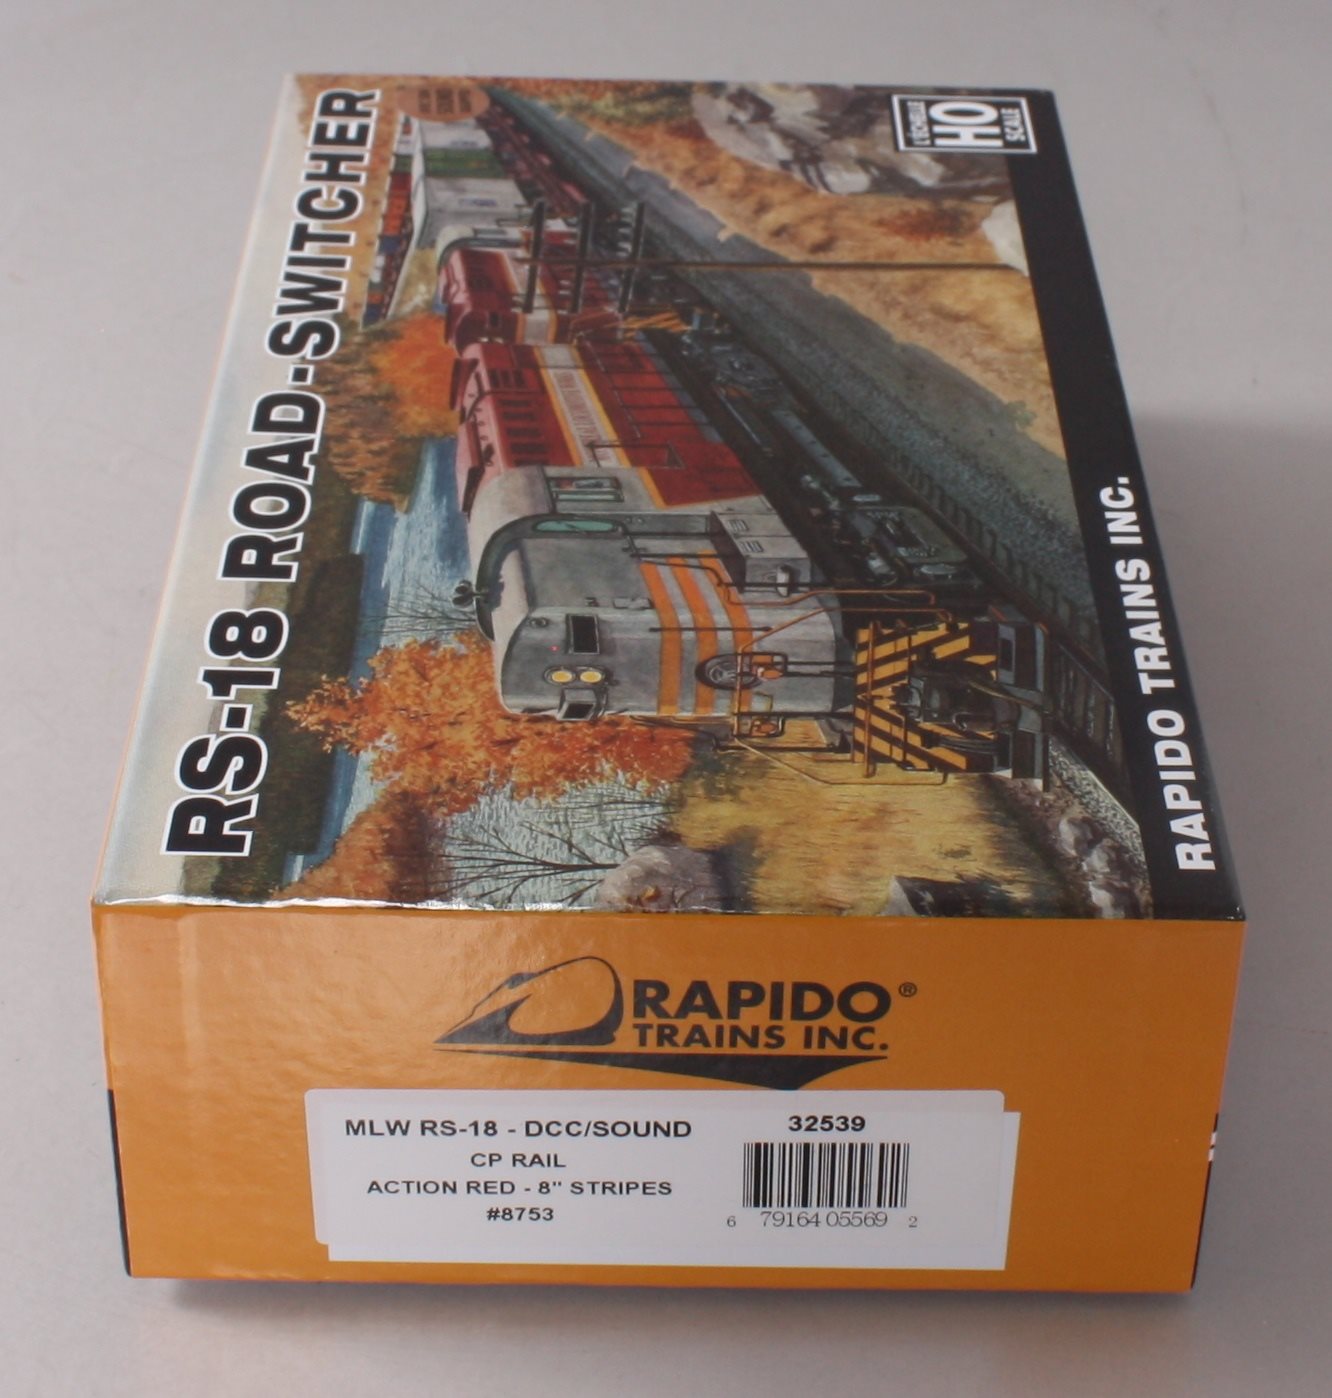 RS-18 ROAD-SWITCHER
L'ÉCHELLE
HO
SCALE
RAPIDO TRAINS INC.
RAPIDO®
TRAINS INC.
MLW RS-18 - DCC/SOUND
CP RAIL
ACTION RED - 8" STRIPES
#8753
32539
6 79164 05569 2